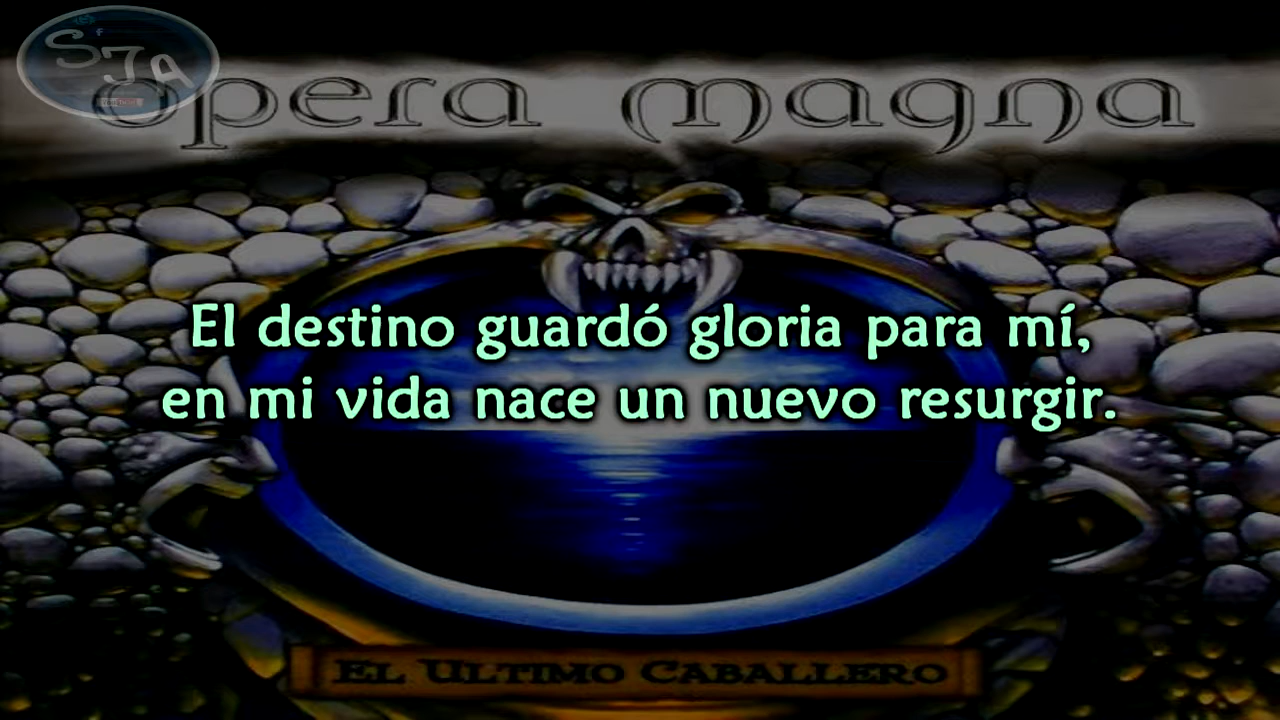 SJA
opera magna
El destino guardó gloria para mí,
en mi vida nace un nuevo resurgir.
EL ULTIMO CABALLERO